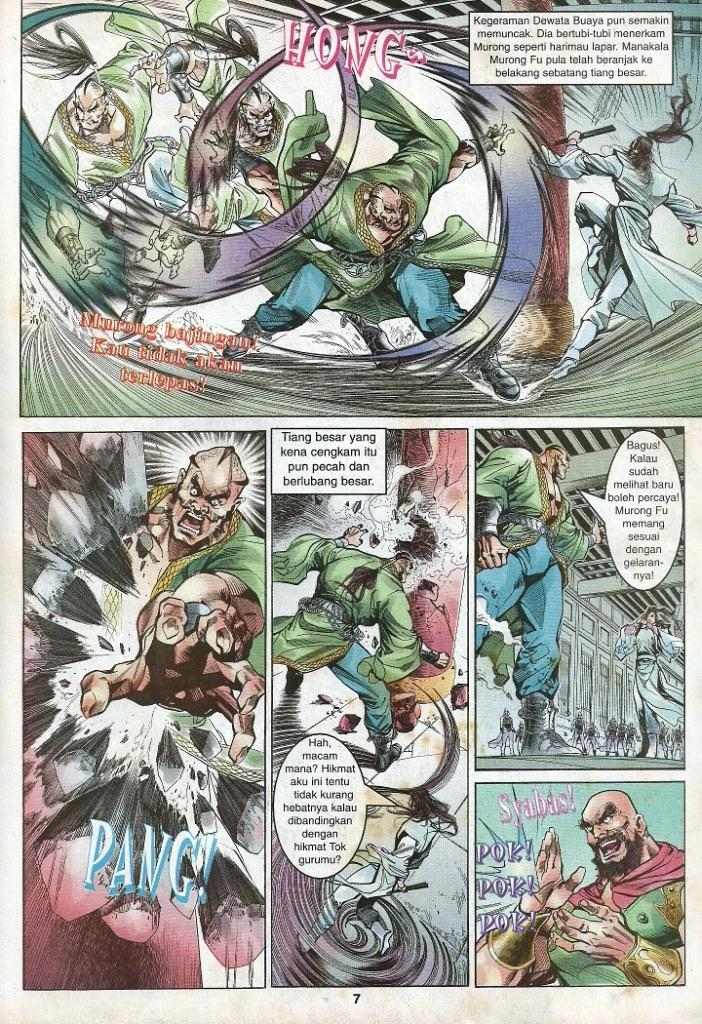 Kegeraman Dewata Buaya pun semakin
memuncak. Dia bertubi-tubi menerkam
Murong seperti harimau lapar. Manakala
Murong Fu pula telah beranjak ke
belakang sebatang tiang besar.
HONG
Murong bajingan!
Kau tidak akan
terlepas!
PANG!
Tiang besar yang
kena cengkam itu
pun pecah dan
berlubang besar.
Hah,
macam
mana? Hikmat
aku ini tentu
tidak kurang
hebatnya kalau
dibandingkan
dengan
hikmat Tok
gurumu?
Bagus!
Kalau
sudah
melihat baru
boleh percaya!
Murong Fu
memang
sesuai
dengan
gelaran-
nya!
Syabas!
POK!
POK!
POK!
7